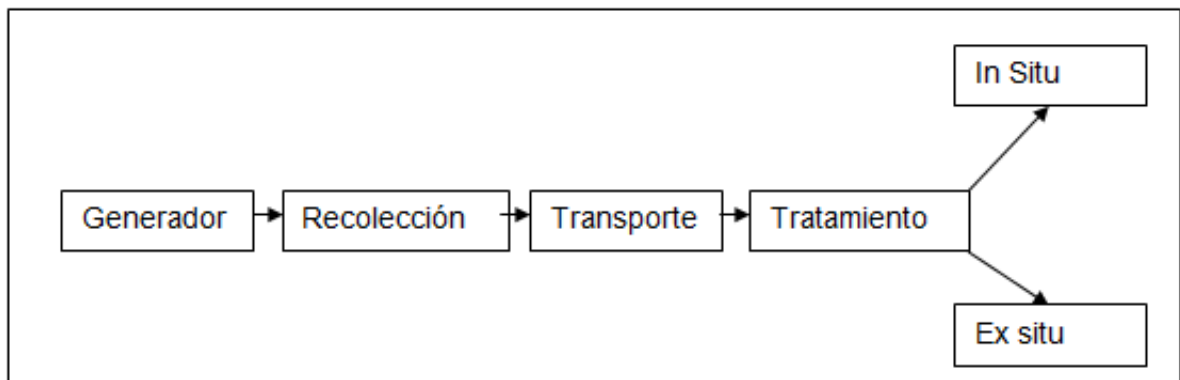 In Situ
Generador
Recolección
Transporte
Tratamiento
Ex situ